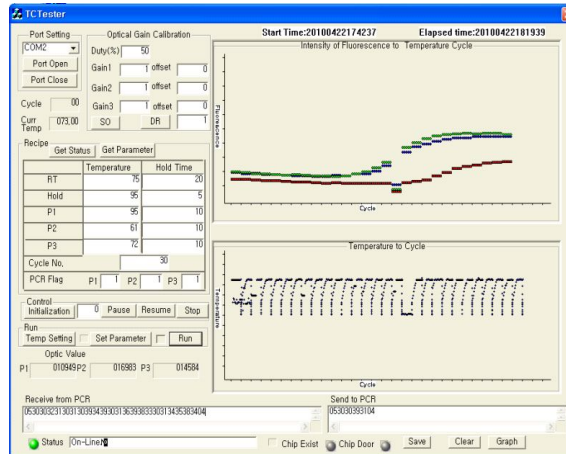 TCTester
Port Setting
COM2
Port Open
Port Close
Optical Gain Calibration
Duty(%) 50
Gain1 1 offset 0
Gain2 1 offset 0
Gain3 1 offset 0
SO DR 1
Cycle 00
Curr Temp 073,00
Start Time:20100422174237 Elapsed time:20100422181939
Intensity of Fluorescence to Temperature Cycle
Fluorescence
Cycle
Recipe
Get Status Get Parameter
Temperature Hold Time
RT 75 20
Hold 95 5
P1 95 10
P2 61 10
P3 72 10
Cycle No, 30
PCR Flag P1 1 P2 1 P3 1
Temperature to Cycle
Temperature
Cycle
Control
Initialization 0 Pause Resume Stop
Run
Temp Setting Set Parameter Run
Optic Value
P1 010949 P2 016983 P3 014584
Receive from PCR
Send to PCR
053030393104
Status On-Line
Chip Exist Chip Door Save Clear Graph